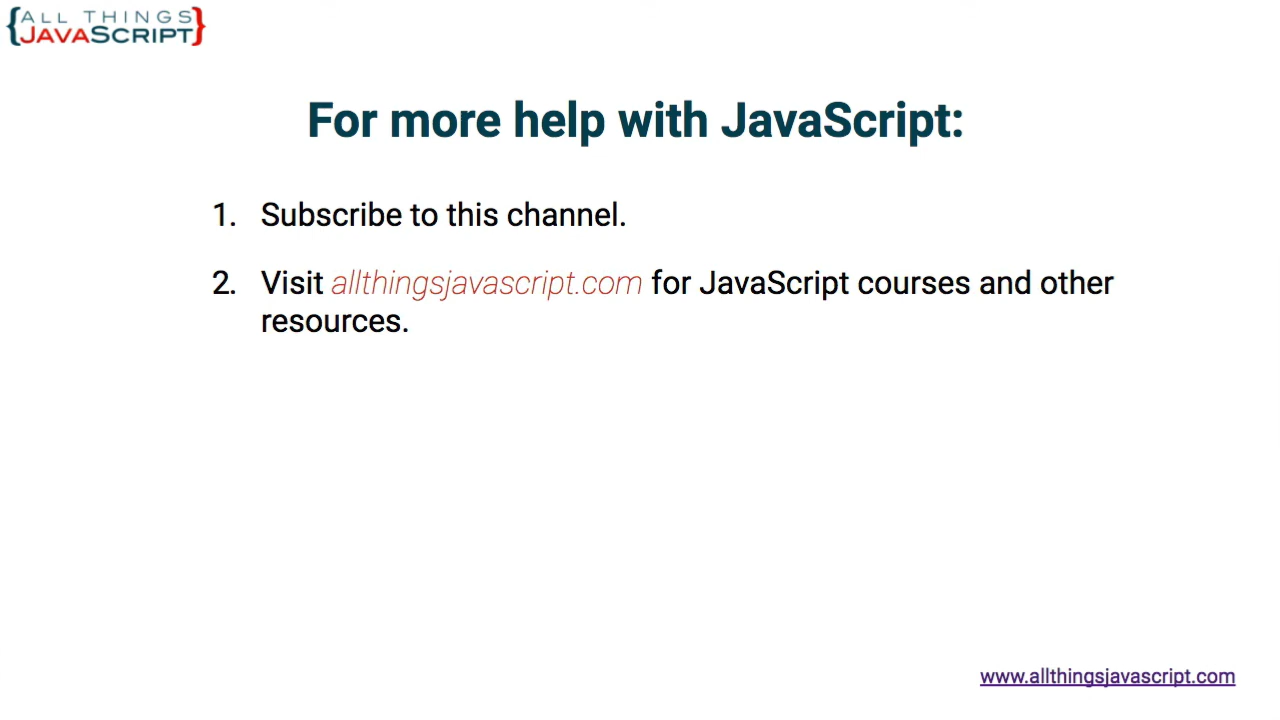 {ALL THINGS
JAVASCRIPT}
For more help with JavaScript:
1. Subscribe to this channel.
2. Visit allthingsjavascript.com for JavaScript courses and other
resources.
www.allthingsjavascript.com